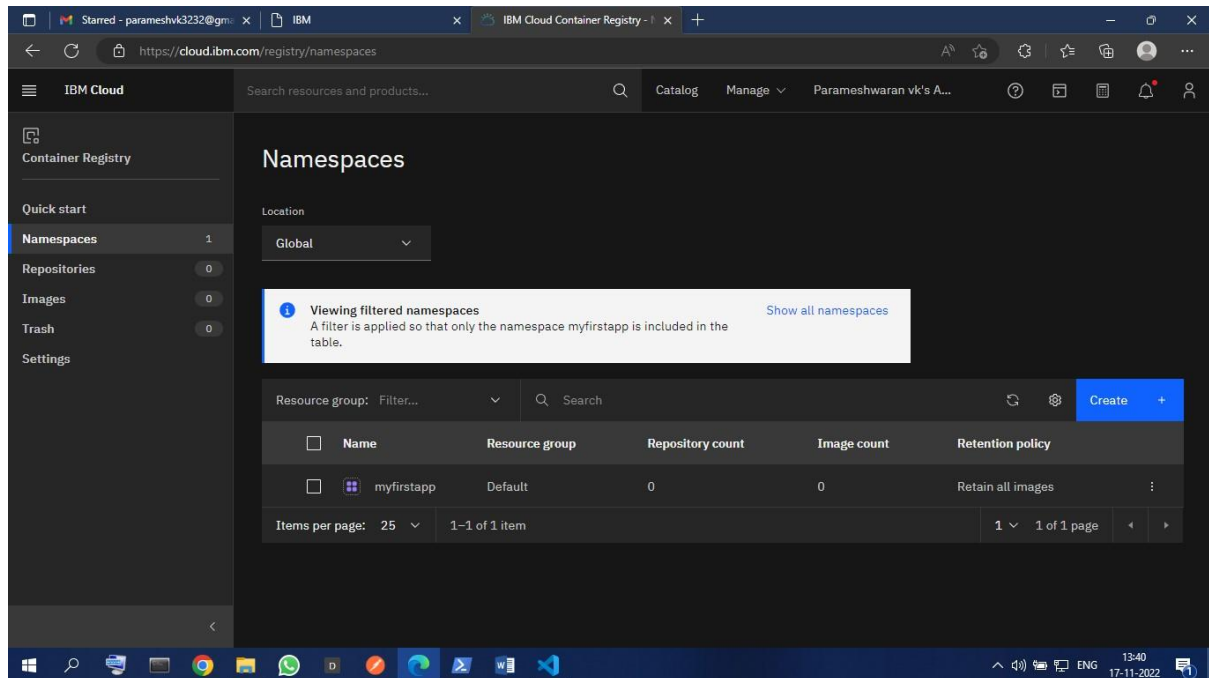 Starred - parameshvk3232@gma
IBM
IBM Cloud Container Registry - N
https://cloud.ibm.com/registry/namespaces
IBM Cloud
Search resources and products...
Catalog
Manage
Parameshwaran vk's A...
Container Registry
Quick start
Namespaces 1
Repositories 0
Images 0
Trash 0
Settings
Namespaces
Location
Global
Viewing filtered namespaces
Show all namespaces
A filter is applied so that only the namespace myfirstapp is included in the
table.
Resource group: Filter...
Search
Create +
Name Resource group Repository count Image count Retention policy
myfirstapp Default 0 0 Retain all images
Items per page: 25 1–1 of 1 item 1 1 of 1 page
ENG
13:40
17-11-2022